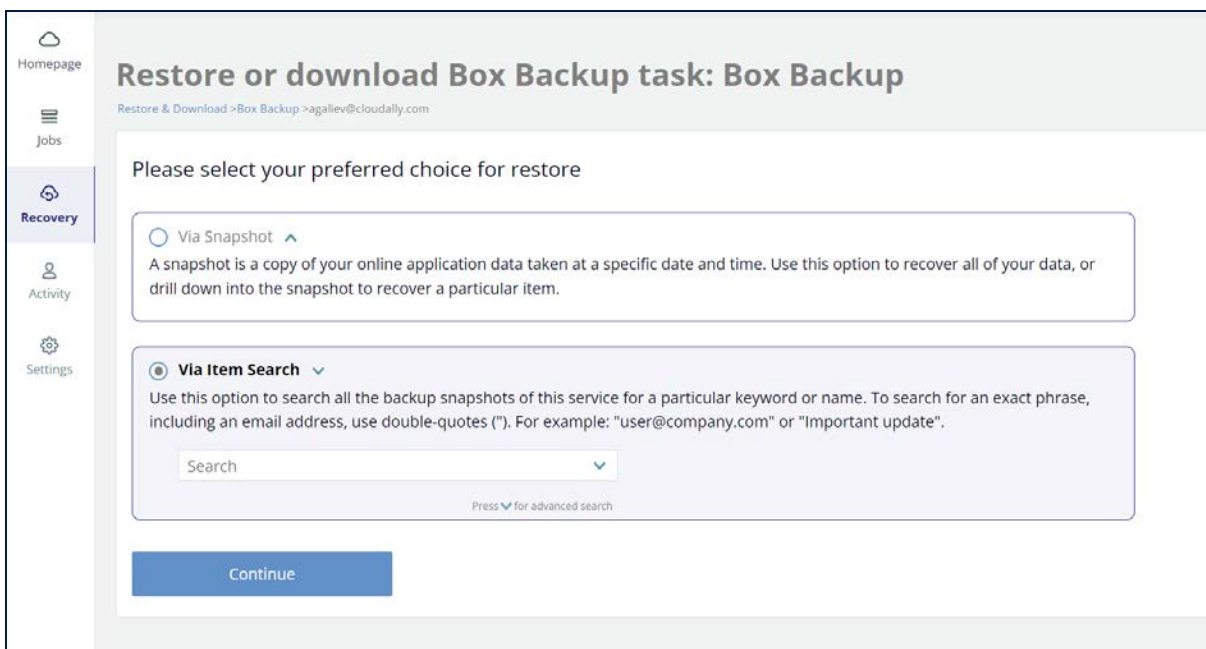 Homepage
Jobs
Recovery
Activity
Settings
Restore or download Box Backup task: Box Backup
Restore & Download >Box Backup >agaliev@cloudally.com
Please select your preferred choice for restore
Via Snapshot
A snapshot is a copy of your online application data taken at a specific date and time. Use this option to recover all of your data, or
drill down into the snapshot to recover a particular item.
Via Item Search
Use this option to search all the backup snapshots of this service for a particular keyword or name. To search for an exact phrase,
including an email address, use double-quotes ("). For example: "user@company.com" or "Important update".
Search
Press for advanced search
Continue